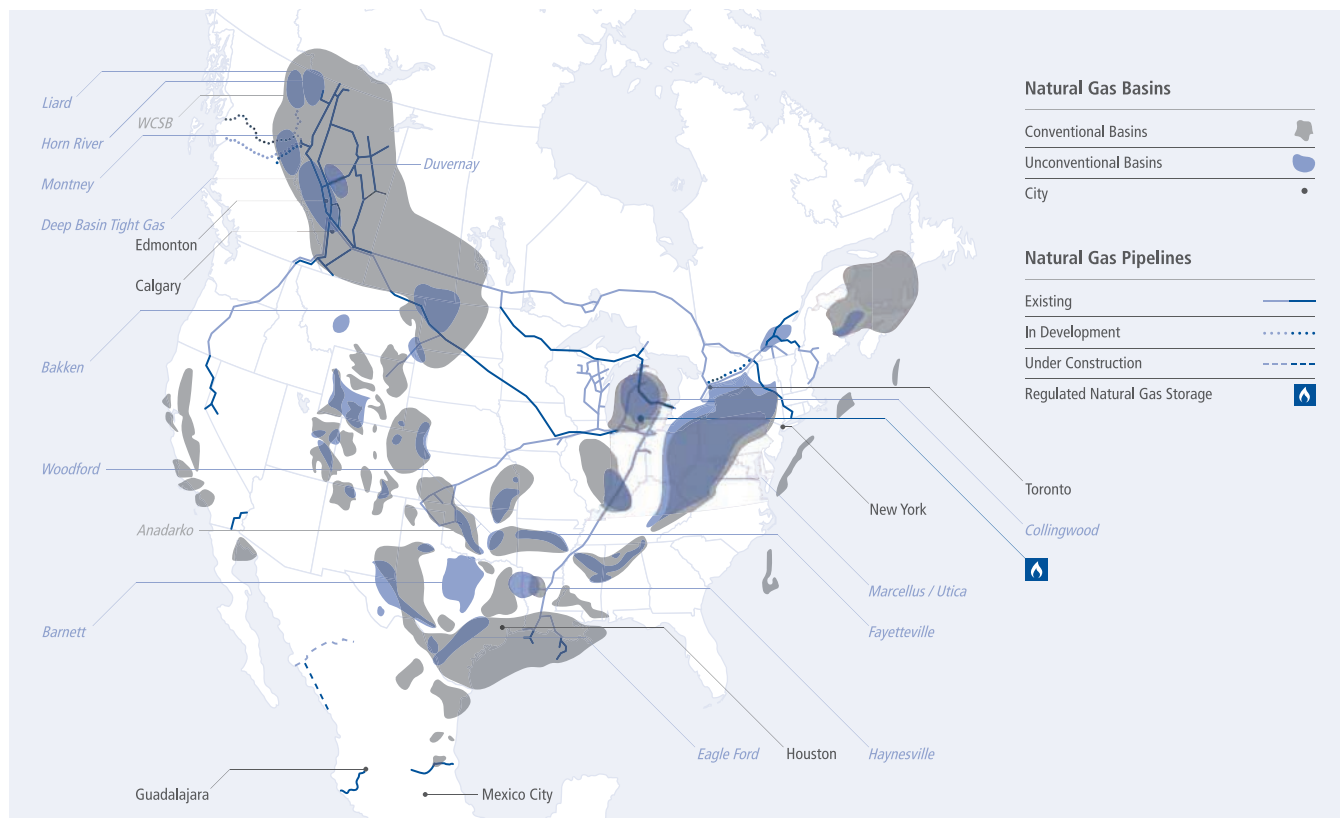 Liard
WCSB
Horn River
Montney
Duvernay
Deep Basin Tight Gas
Edmonton
Calgary
Bakken
Woodford
Anadarko
Barnett
Guadalajara
Mexico City
Eagle Ford
Houston
Haynesville
Fayetteville
Marcellus / Utica
New York
Toronto
Collingwood
Natural Gas Basins
Conventional Basins
Unconventional Basins
City
Natural Gas Pipelines
Existing
In Development
Under Construction
Regulated Natural Gas Storage